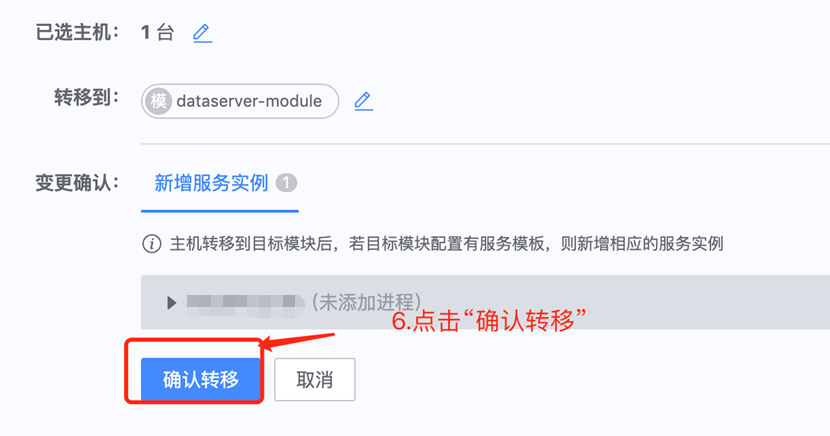 已选主机： 1 台
转移到： 模 dataserver-module
变更确认： 新增服务实例 1
主机转移到目标模块后，若目标模块配置有服务模板，则新增相应的服务实例
（未添加进程）
6.点击“确认转移”
确认转移 取消